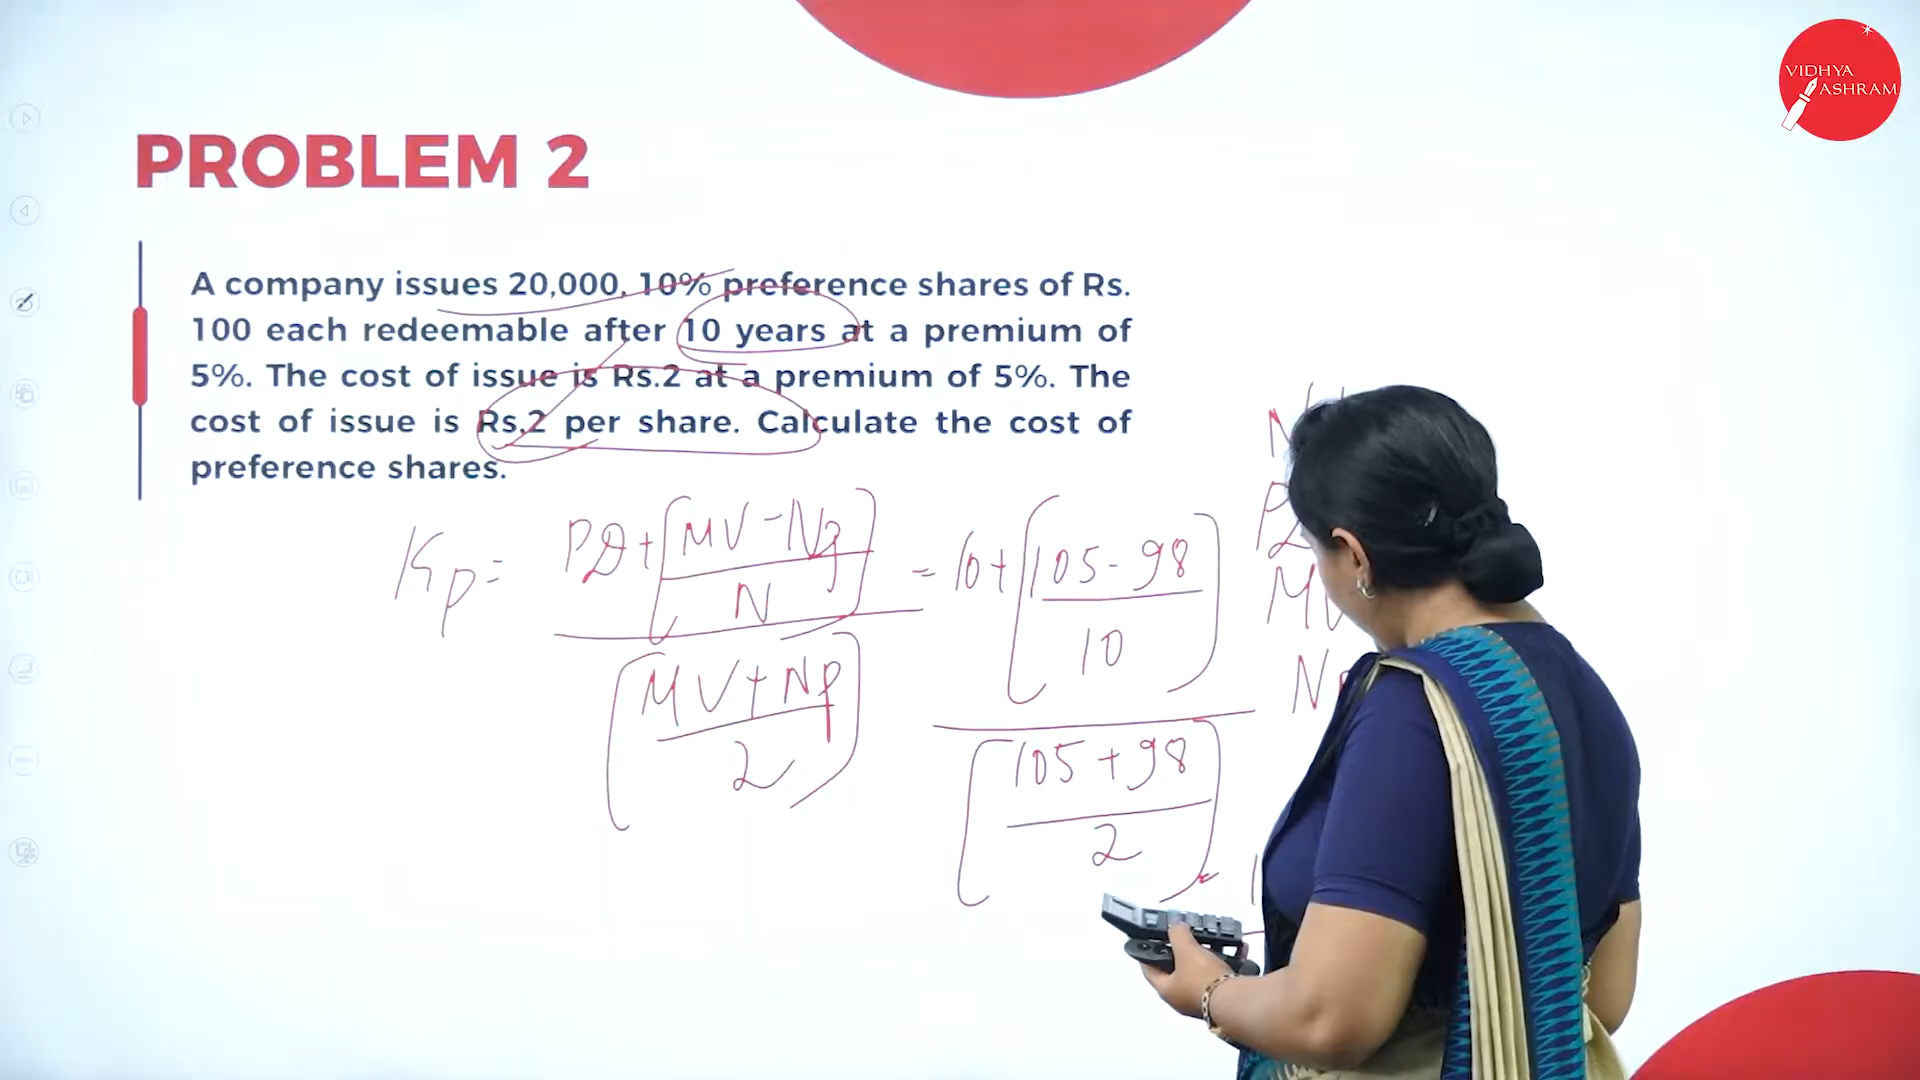 VIDHYA
ASHRAM
PROBLEM 2
A company issues 20,000, 10% preference shares of Rs.
100 each redeemable after 10 years at a premium of
5%. The cost of issue is Rs.2 at a premium of 5%. The
cost of issue is Rs.2 per share. Calculate the cost of
preference shares.
Kp = PD + [MV - Np / N] = 10 + [105 - 98 / 10]
[MV + Np / 2] [105 + 98 / 2]
N
PD
MV
Np